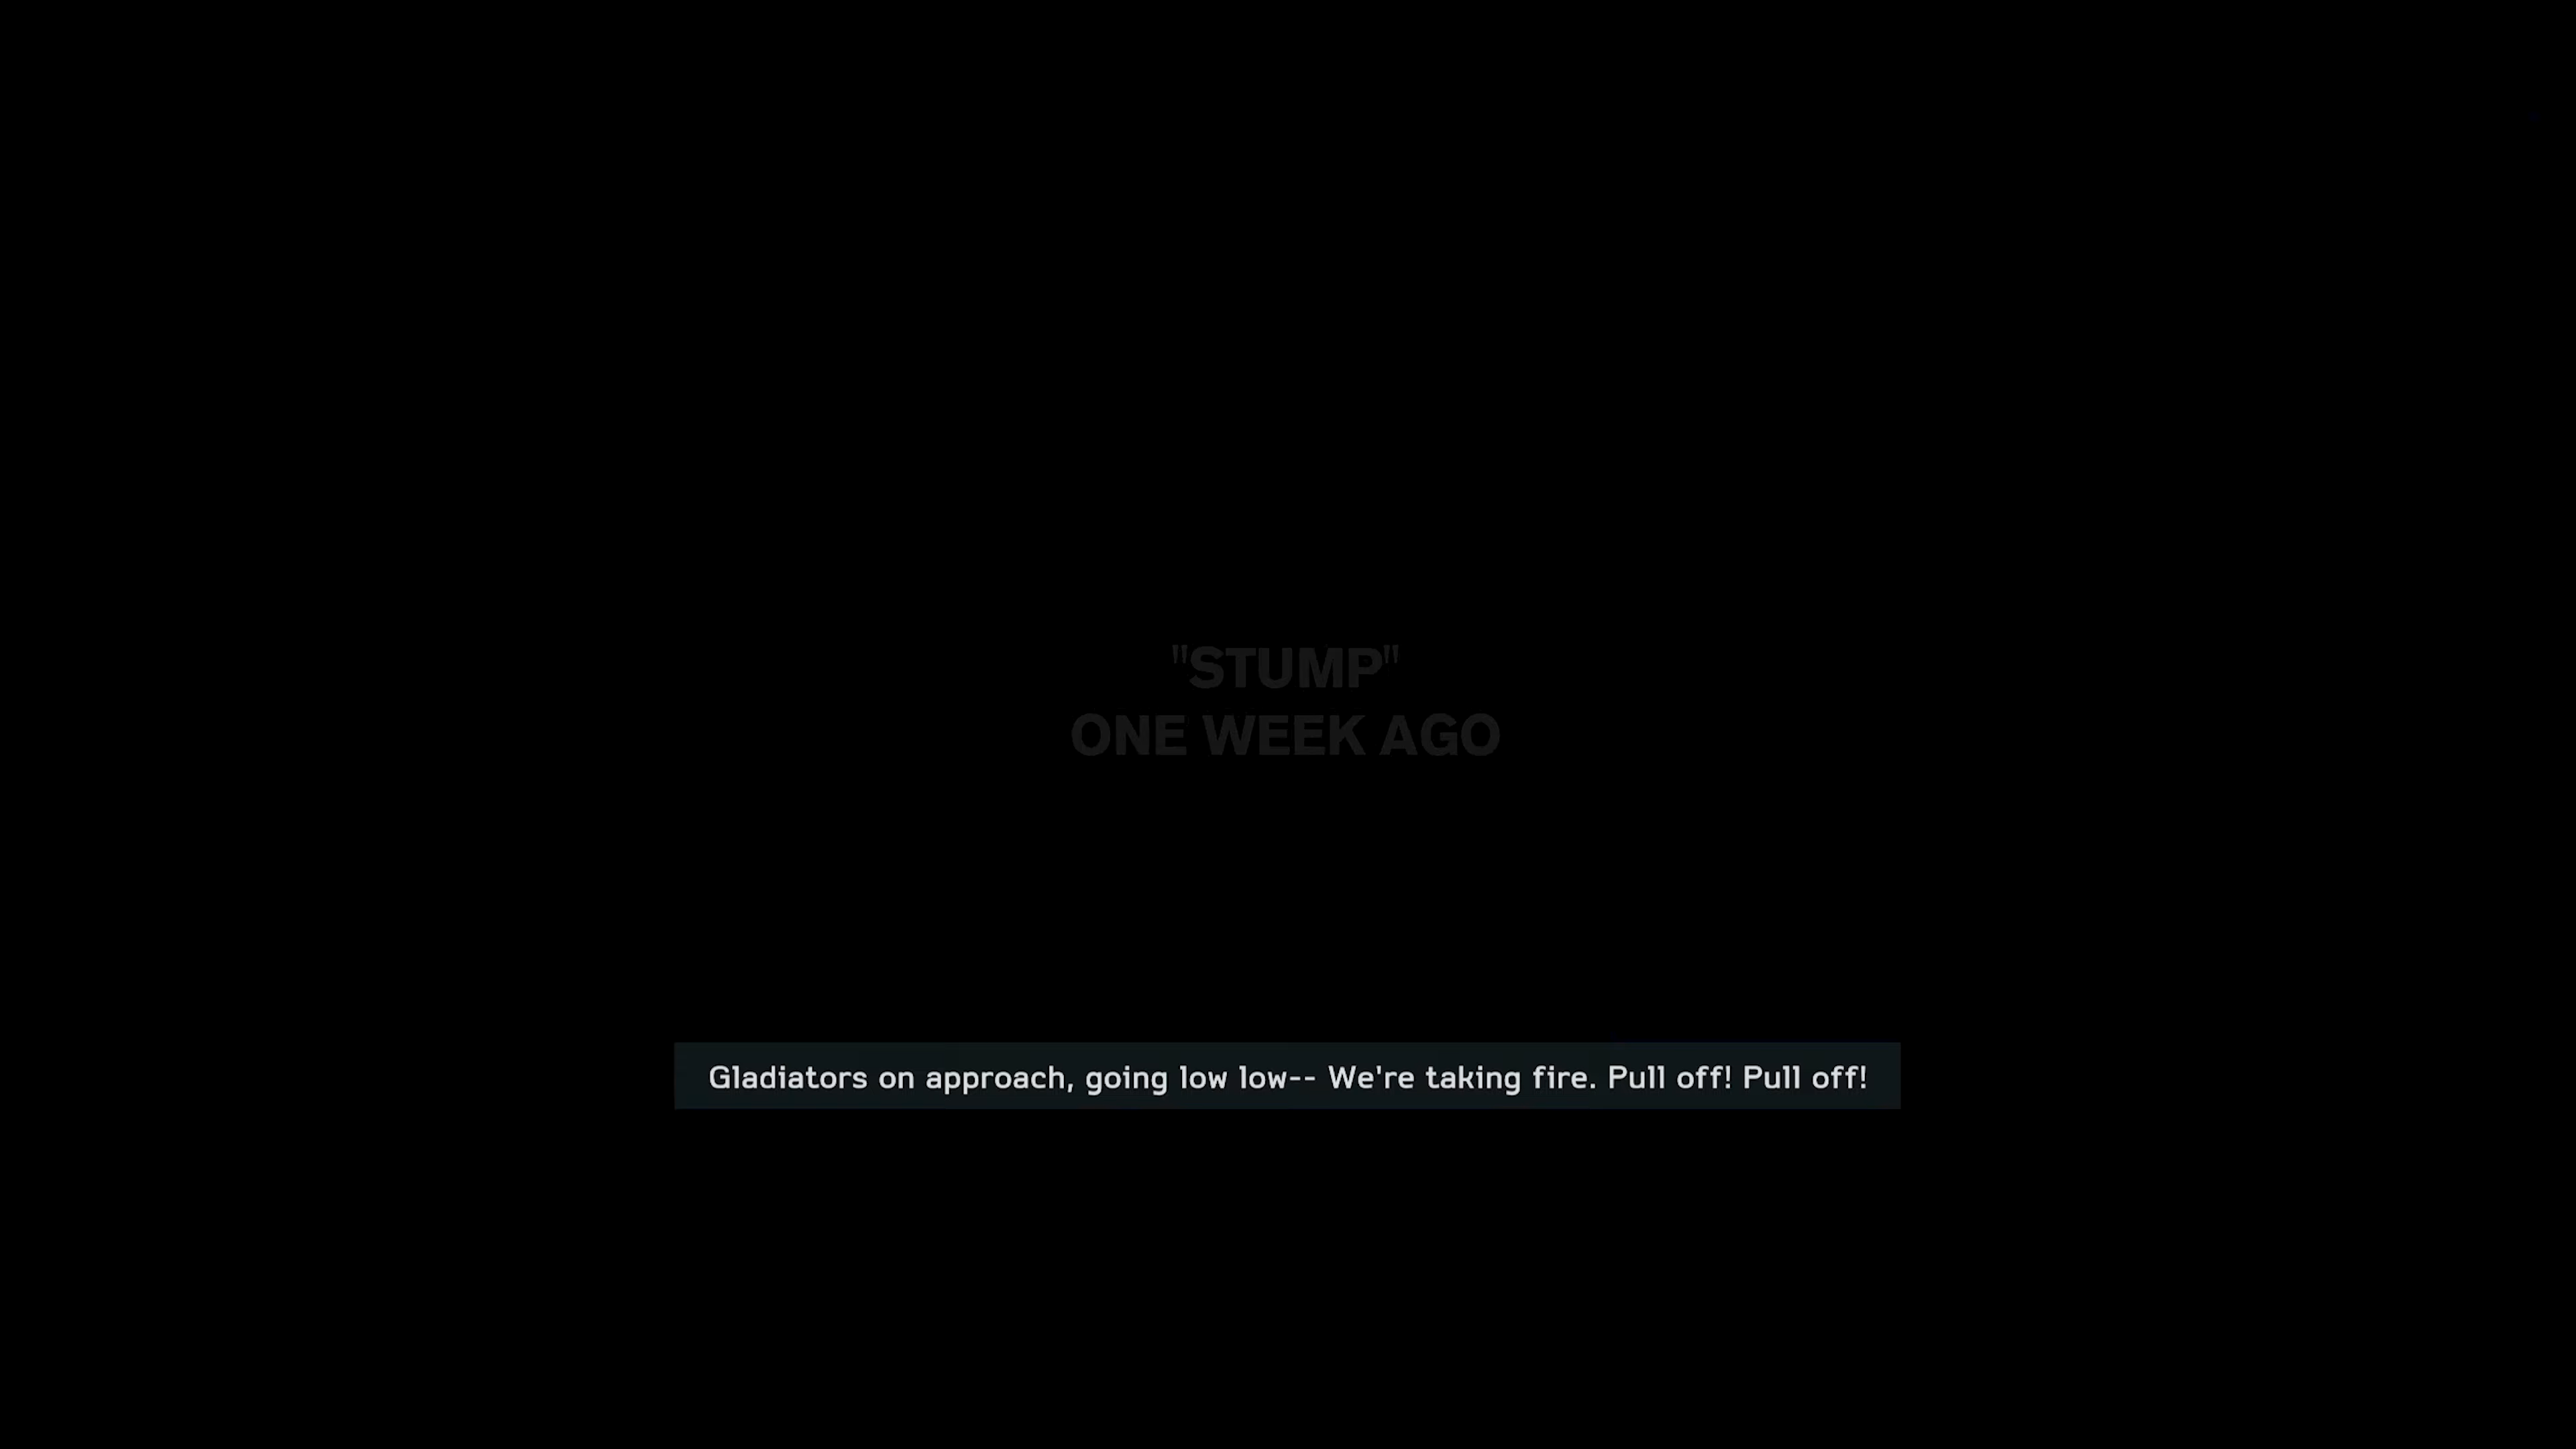 "STUMP"
ONE WEEK AGO
Gladiators on approach, going low low-- We're taking fire. Pull off! Pull off!